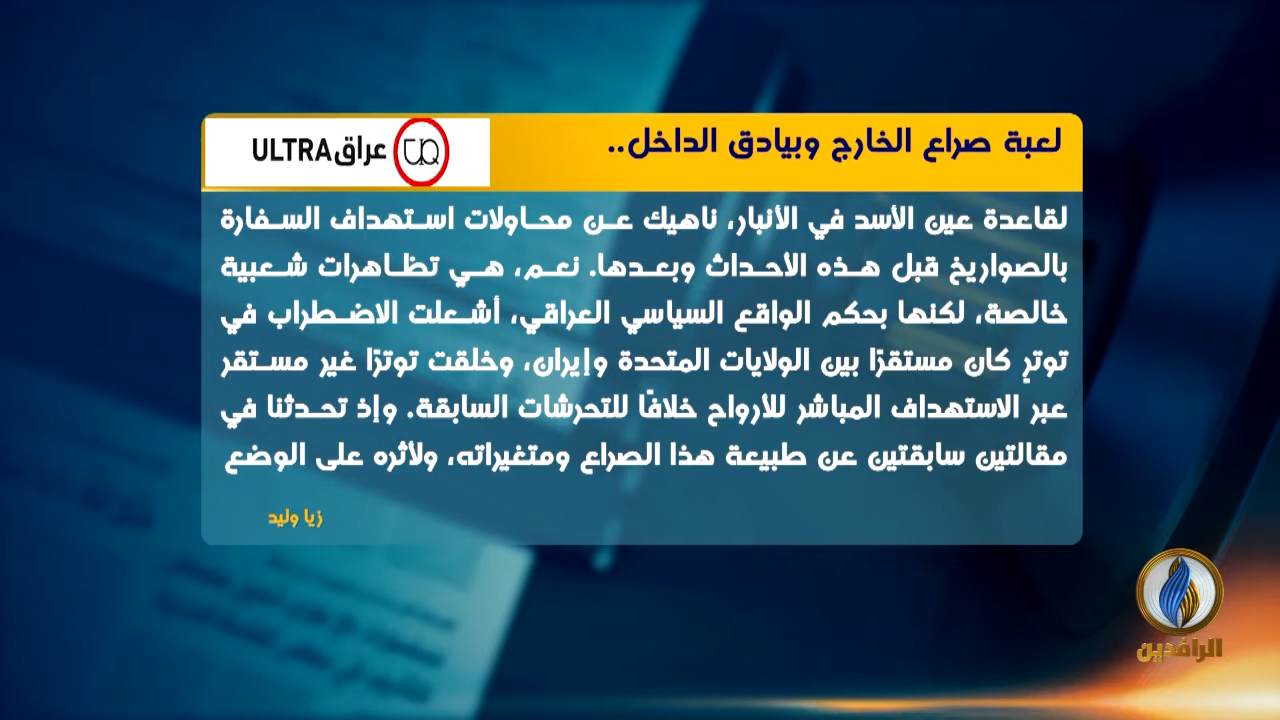 لعبة صراع الخارج وبيادق الداخل..
ULTRA عراق
لقاعدة عين الأسد في الأنبار، ناهيك عن محاولات استهداف السفارة
بالصواريخ قبل هذه الأحداث وبعدها. نعم، هي تظاهرات شعبية
خالصة، لكنها بحكم الواقع السياسي العراقي، أشعلت الاضطراب في
توترٍ كان مستقرًا بين الولايات المتحدة وإيران، وخلقت توترًا غير مستقر
عبر الاستهداف المباشر للأرواح خلافًا للتحرشات السابقة. وإذ تحدثنا في
مقالتين سابقتين عن طبيعة هذا الصراع ومتغيراته، ولأثره على الوضع
زيا وليد
الرافدين